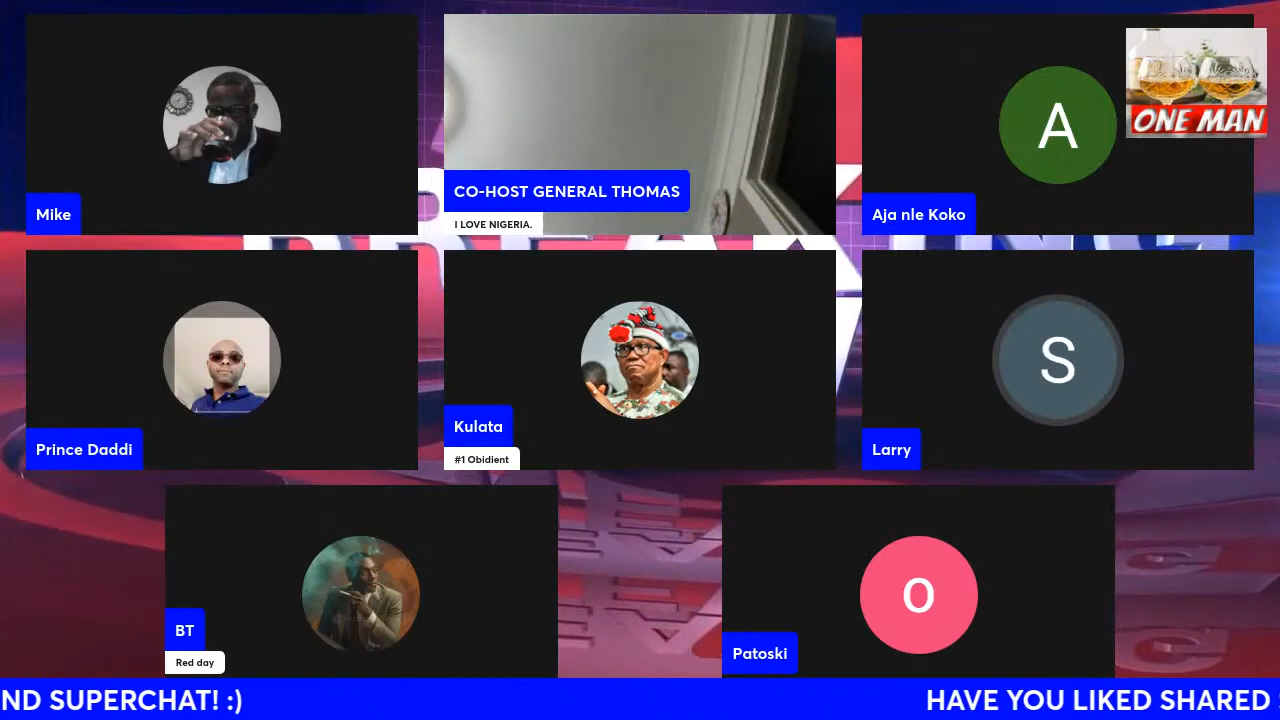 ONE MAN
A
Mike
CO-HOST GENERAL THOMAS
I LOVE NIGERIA.
Aja nle Koko
BREAKING
S
Prince Daddi
Kulata
#1 Obidient
Larry
BT
Red day
O
Patoski
ND SUPERCHAT! :)
HAVE YOU LIKED SHARED